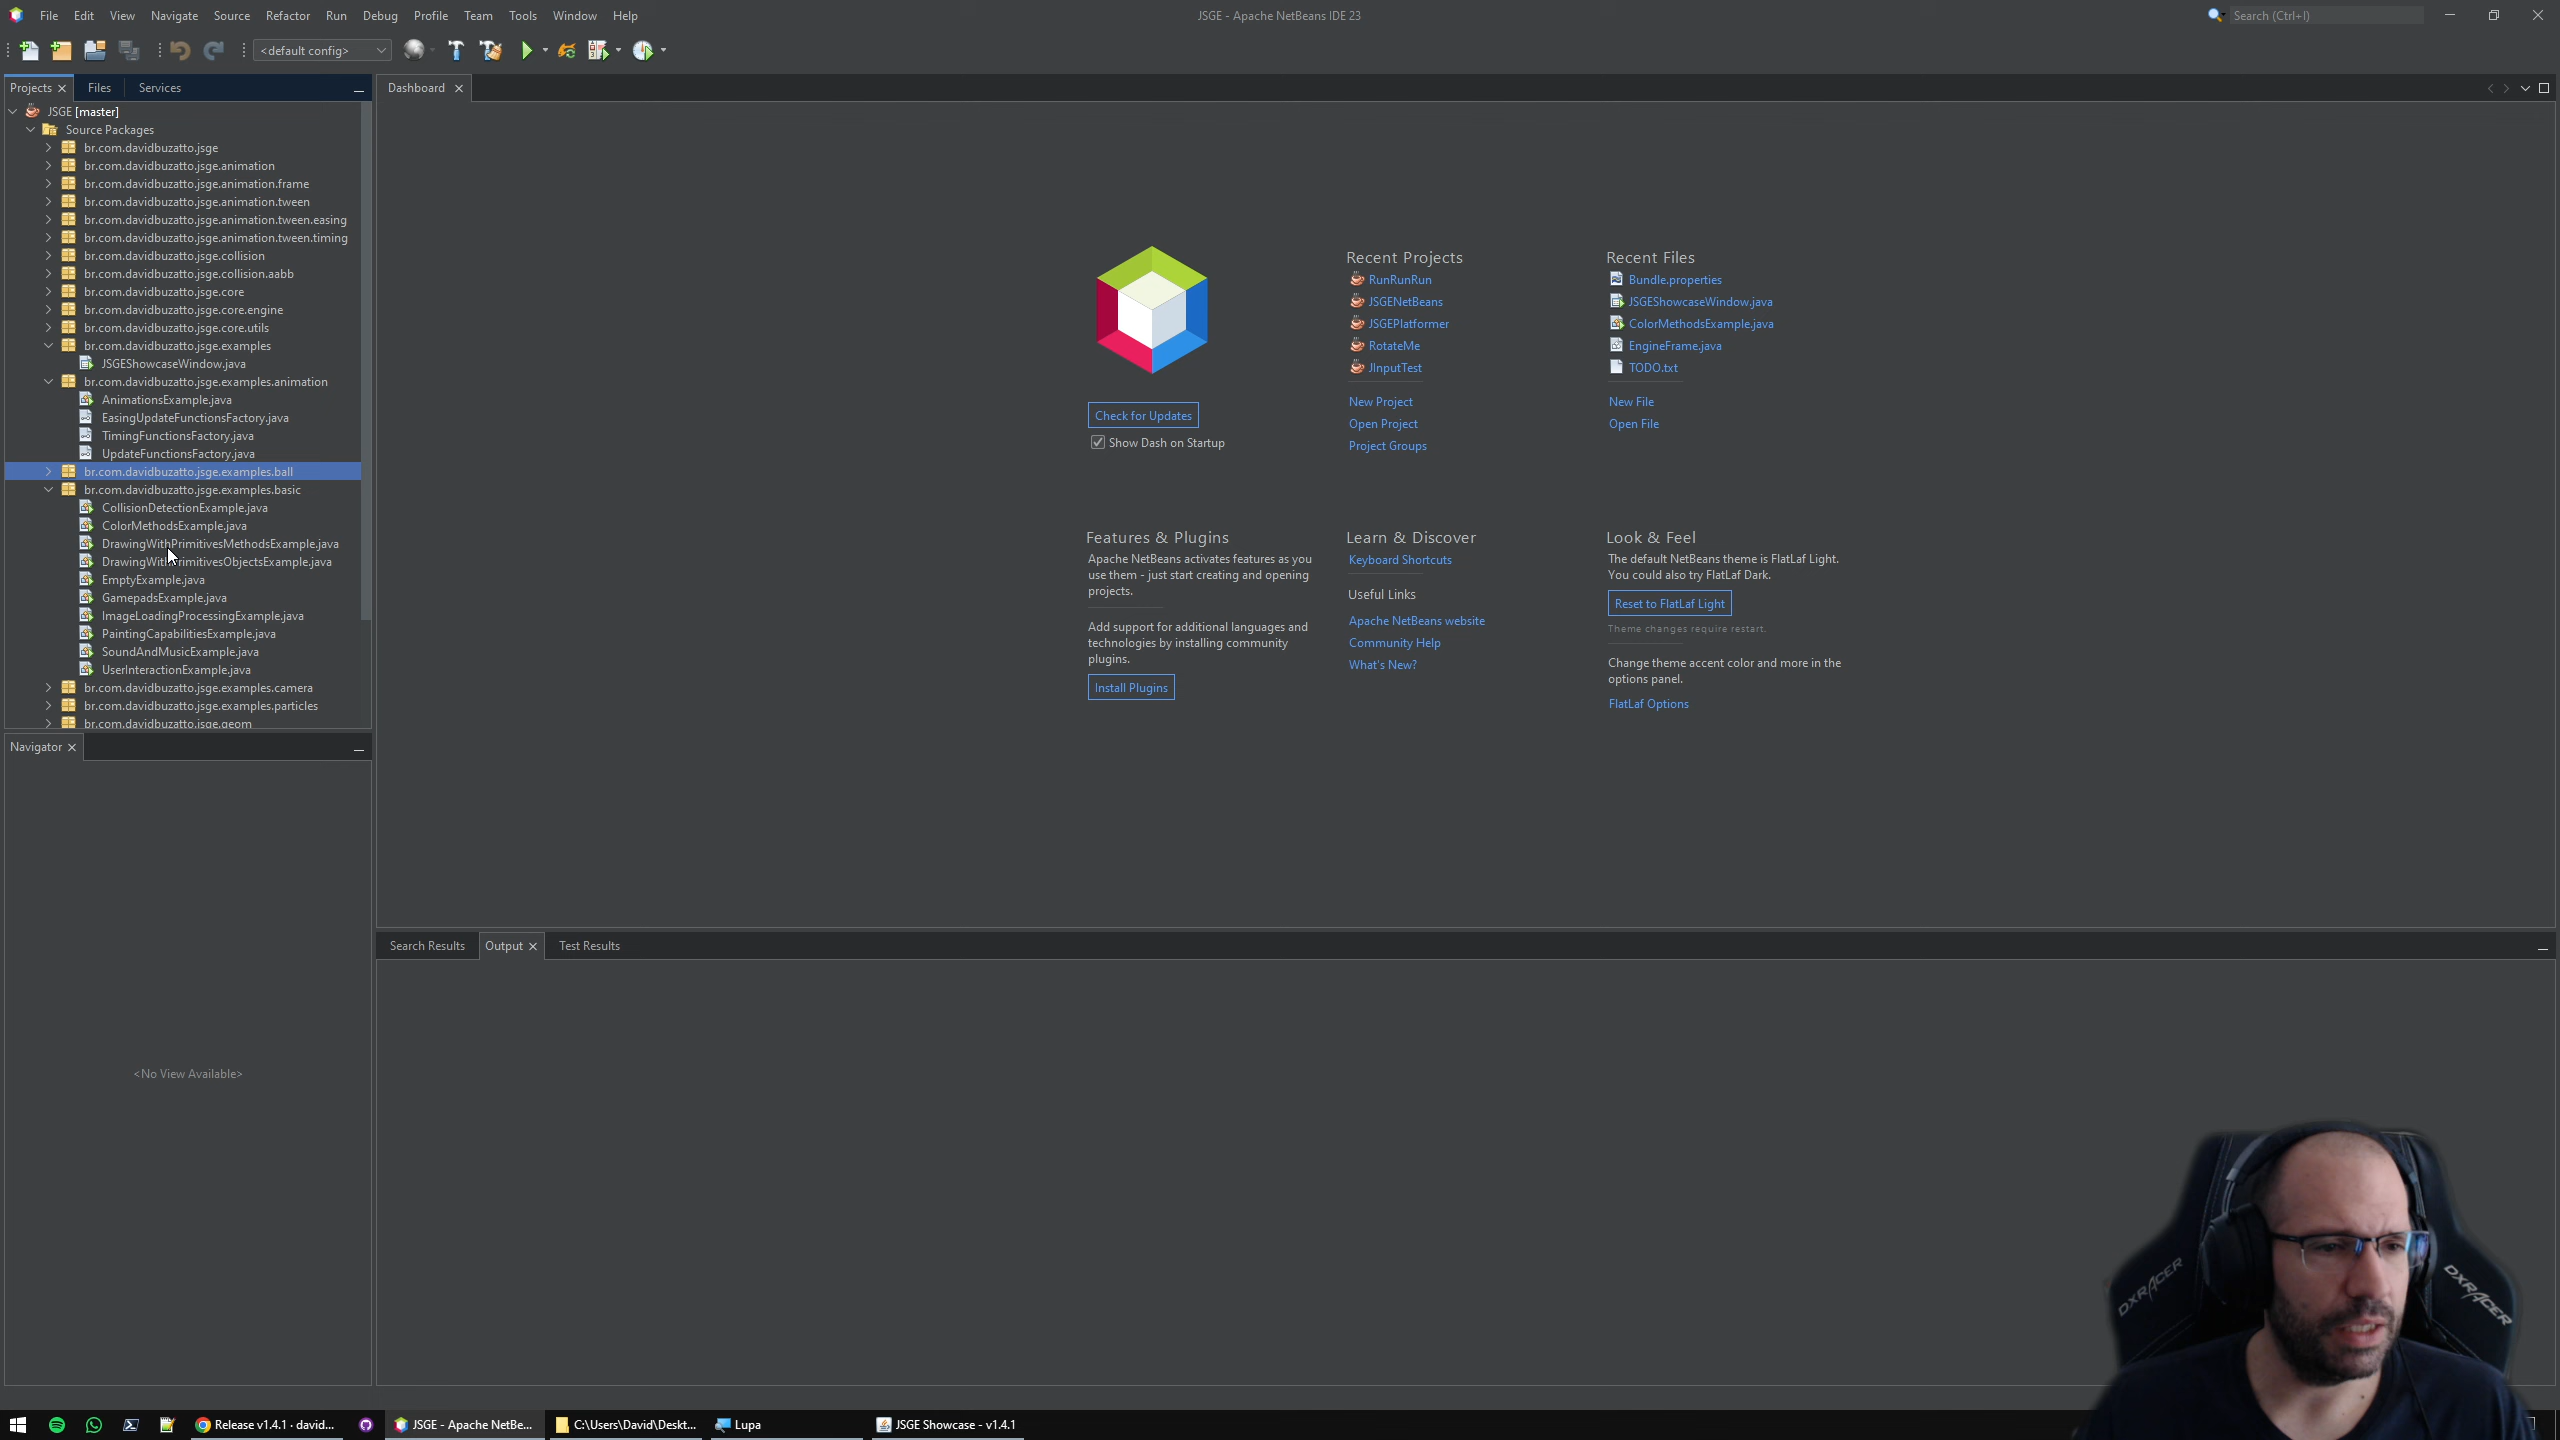 File Edit View Navigate Source Refactor Run Debug Profile Team Tools Window Help
JSGE - Apache NetBeans IDE 23
Search (Ctrl+I)
<default config>
Projects
Files
Services
Dashboard
JSGE [master]
Source Packages
br.com.davidbuzatto.jsge
br.com.davidbuzatto.jsge.animation
br.com.davidbuzatto.jsge.animation.frame
br.com.davidbuzatto.jsge.animation.tween
br.com.davidbuzatto.jsge.animation.tween.easing
br.com.davidbuzatto.jsge.animation.tween.timing
br.com.davidbuzatto.jsge.collision
br.com.davidbuzatto.jsge.collision.aabb
br.com.davidbuzatto.jsge.core
br.com.davidbuzatto.jsge.core.engine
br.com.davidbuzatto.jsge.core.utils
br.com.davidbuzatto.jsge.examples
JSGEShowcaseWindow.java
br.com.davidbuzatto.jsge.examples.animation
AnimationsExample.java
EasingUpdateFunctionsFactory.java
TimingFunctionsFactory.java
UpdateFunctionsFactory.java
br.com.davidbuzatto.jsge.examples.ball
br.com.davidbuzatto.jsge.examples.basic
CollisionDetectionExample.java
ColorMethodsExample.java
DrawingWithPrimitivesMethodsExample.java
DrawingWithPrimitivesObjectsExample.java
EmptyExample.java
GamepadsExample.java
ImageLoadingProcessingExample.java
PaintingCapabilitiesExample.java
SoundAndMusicExample.java
UserInteractionExample.java
br.com.davidbuzatto.jsge.examples.camera
br.com.davidbuzatto.jsge.examples.particles
br.com.davidbuzatto.jsge.geom
Navigator
<No View Available>
Check for Updates
Show Dash on Startup
Recent Projects
RunRunRun
JSGENetBeans
JSGEPlatformer
RotateMe
JInputTest
New Project
Open Project
Project Groups
Recent Files
Bundle.properties
JSGEShowcaseWindow.java
ColorMethodsExample.java
EngineFrame.java
TODO.txt
New File
Open File
Features & Plugins
Apache NetBeans activates features as you
use them - just start creating and opening
projects.
Add support for additional languages and
technologies by installing community
plugins.
Install Plugins
Learn & Discover
Keyboard Shortcuts
Useful Links
Apache NetBeans website
Community Help
What's New?
Look & Feel
The default NetBeans theme is FlatLaf Light.
You could also try FlatLaf Dark.
Reset to FlatLaf Light
Theme changes require restart.
Change theme accent color and more in the
options panel.
FlatLaf Options
Search Results
Output
Test Results
DXRACER
DXRACER
Release v1.4.1 · david...
JSGE - Apache NetBe...
C:\Users\David\Deskt...
Lupa
JSGE Showcase - v1.4.1